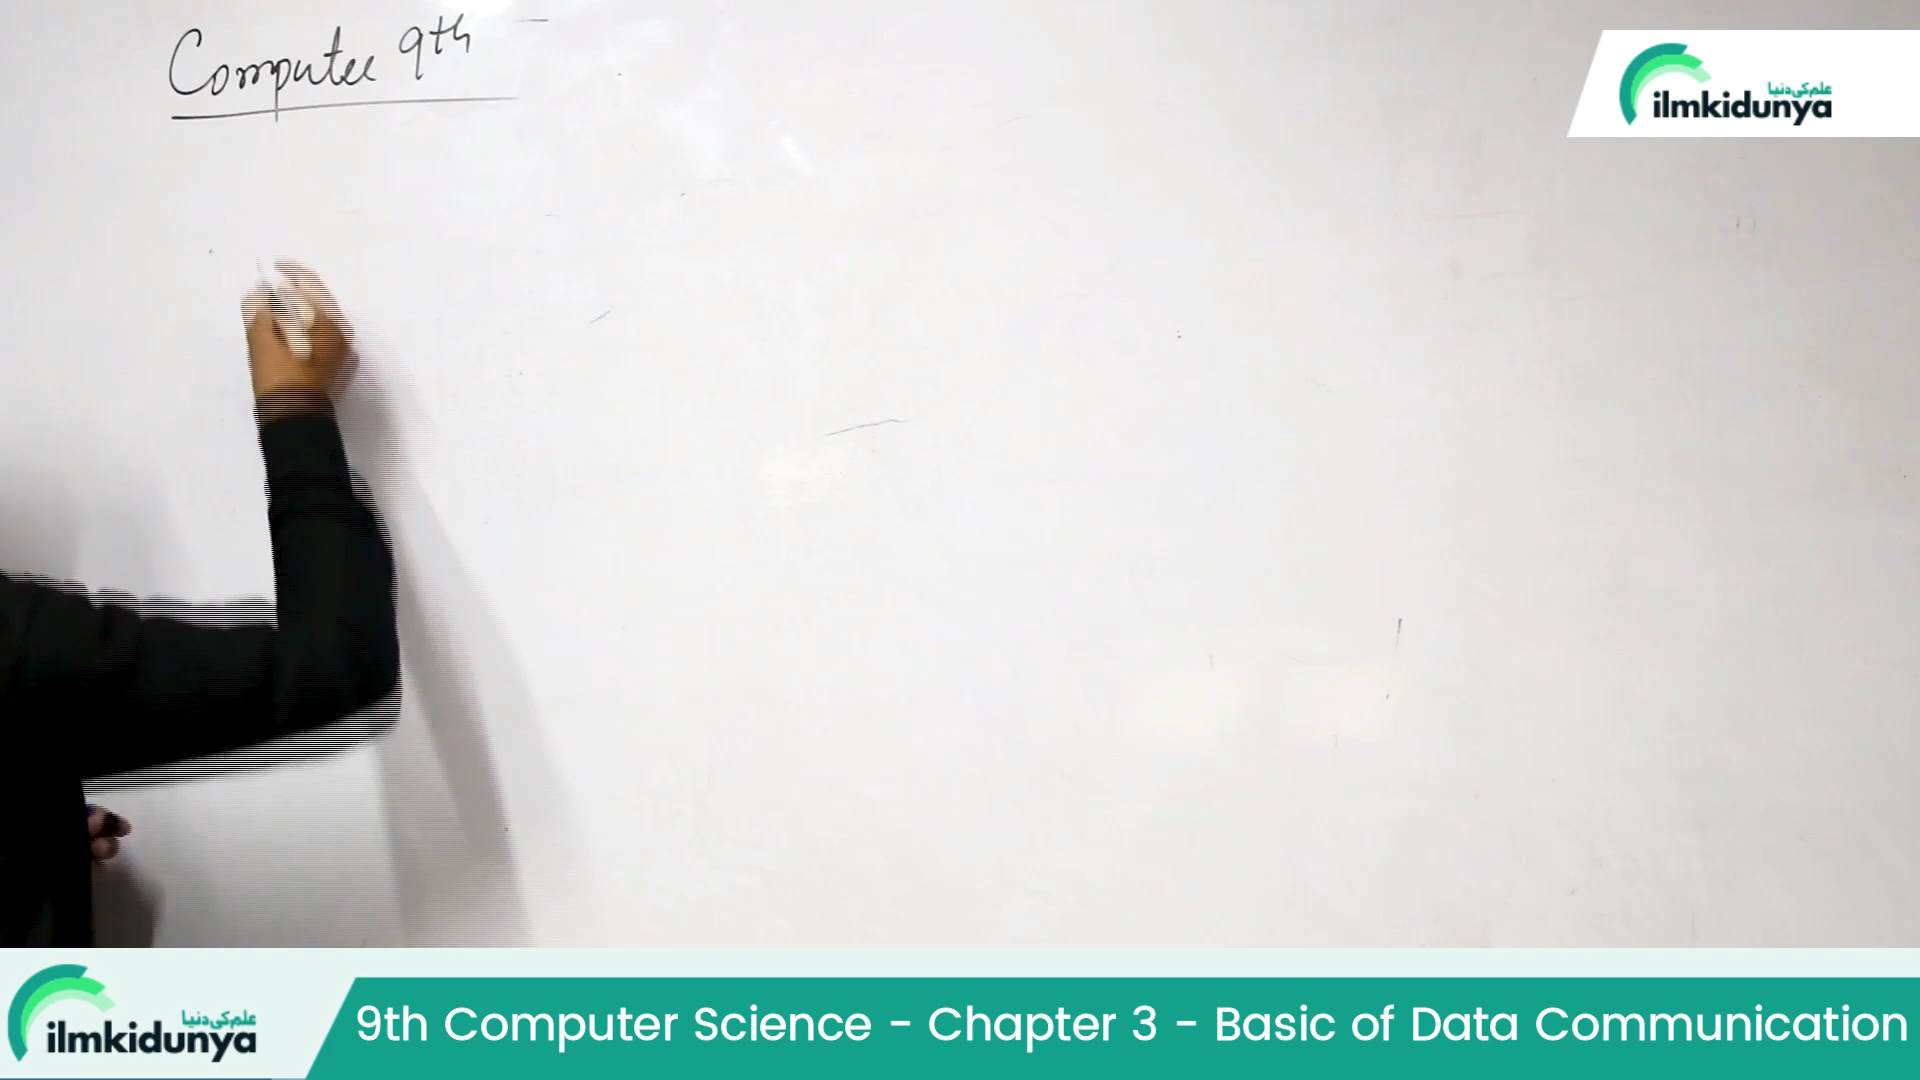 Computer 9th
علم کی دنیا
ilmkidunya
علم کی دنیا
ilmkidunya
9th Computer Science - Chapter 3 - Basic of Data Communication